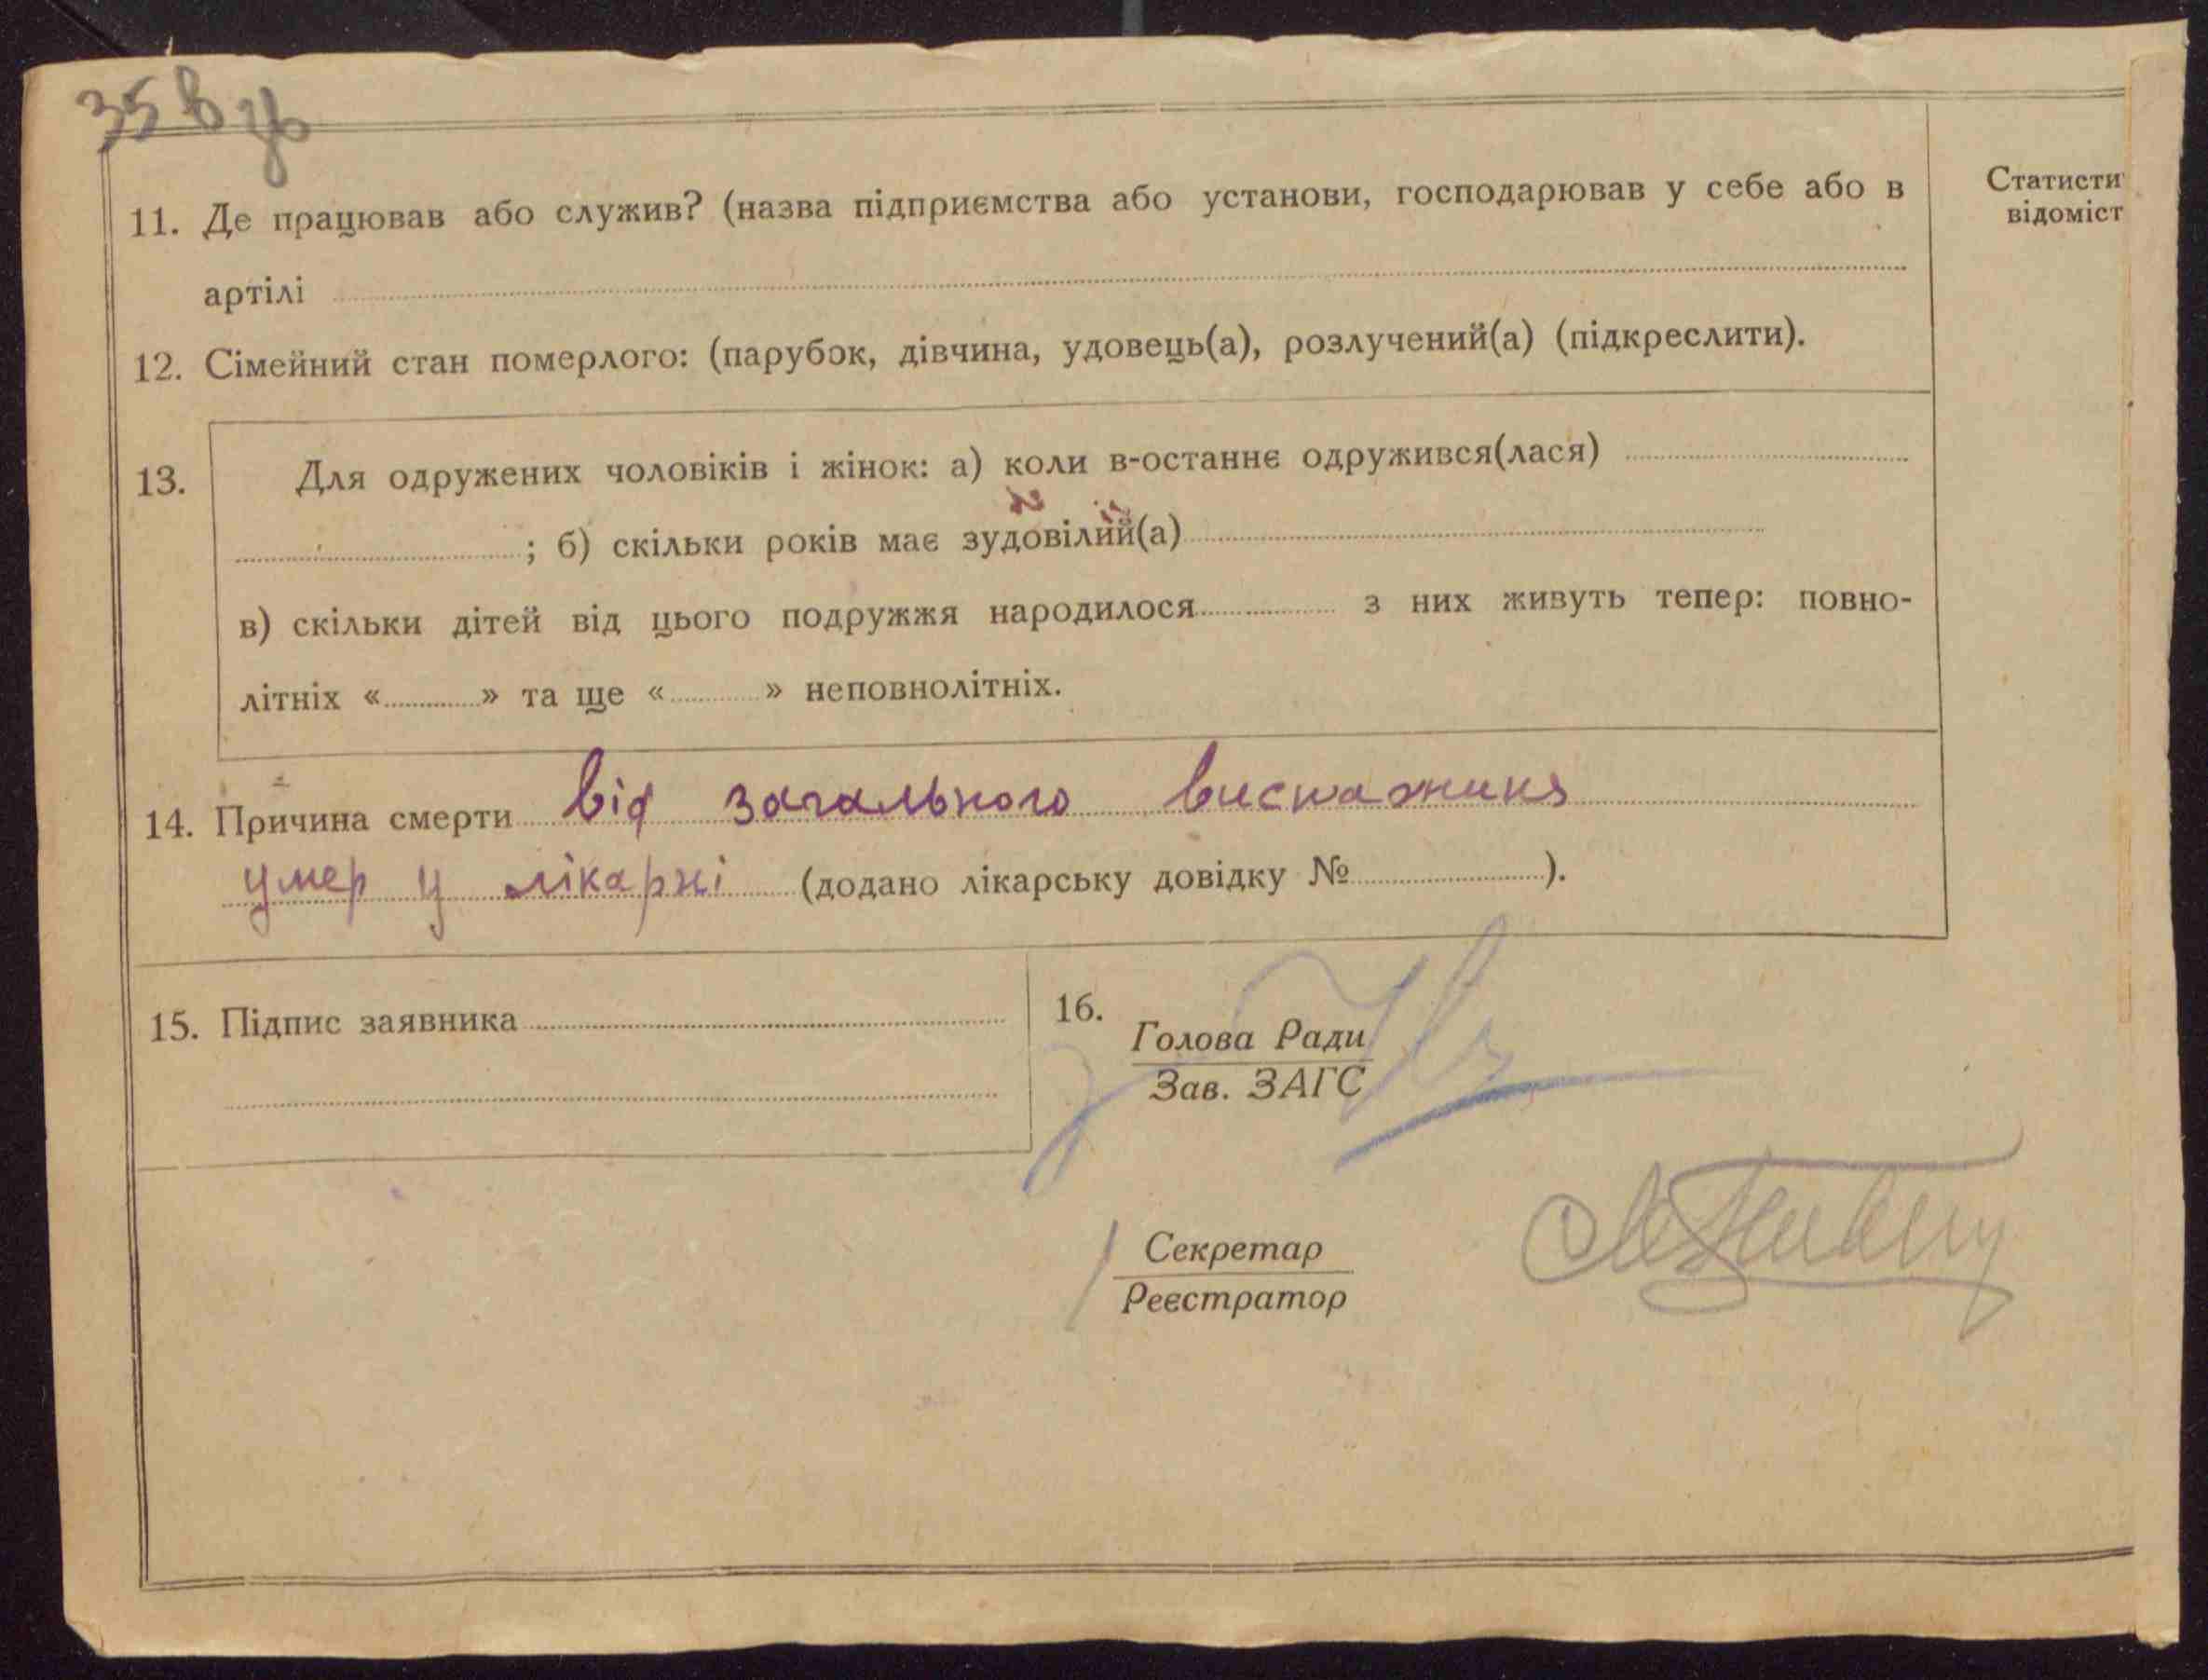 35 в
11. Де працював або служив? (назва підприємства або установи, господарював у себе або в
Статисти
відоміст
артілі
12. Сімейний стан померлого: (парубок, дівчина, удовець(а), розлучений(а) (підкреслити).
13. Для одружених чоловіків і жінок: а) коли в-останнє одружився(лася)
; б) скільки років має зудовілий(а)
в) скільки дітей від цього подружжя народилося з них живуть тепер: повно-
літніх « » та ще « » неповнолітніх.
14. Причина смерти від загального виснажиня
умер у лікарні (додано лікарську довідку № ).
15. Підпис заявника
16.
Голова Ради
Зав. ЗАГС
Секретар
Реєстратор